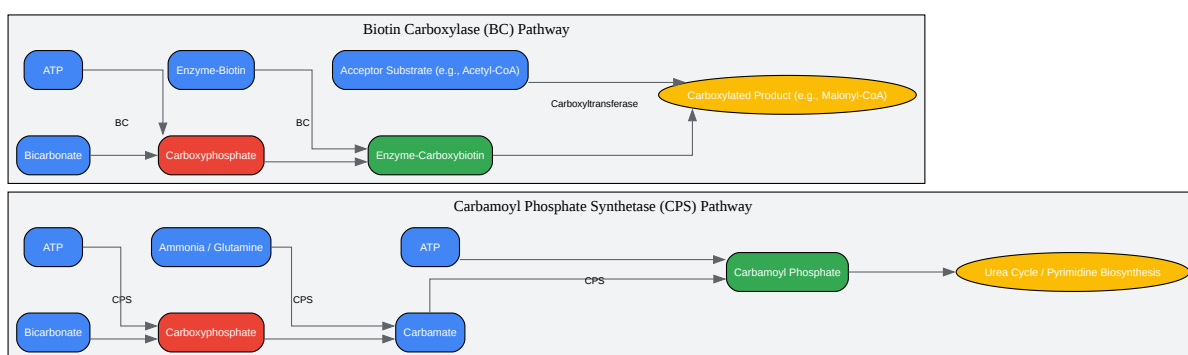 Biotin Carboxylase (BC) Pathway
ATP
Enzyme-Biotin
Acceptor Substrate (e.g., Acetyl-CoA)
Carboxylated Product (e.g., Malonyl-CoA)
Carboxyltransferase
BC
BC
Bicarbonate
Carboxyphosphate
Enzyme-Carboxybiotin
Carbamoyl Phosphate Synthetase (CPS) Pathway
ATP
Ammonia / Glutamine
ATP
Carbamoyl Phosphate
Urea Cycle / Pyrimidine Biosynthesis
CPS
CPS
CPS
Bicarbonate
Carboxyphosphate
Carbamate